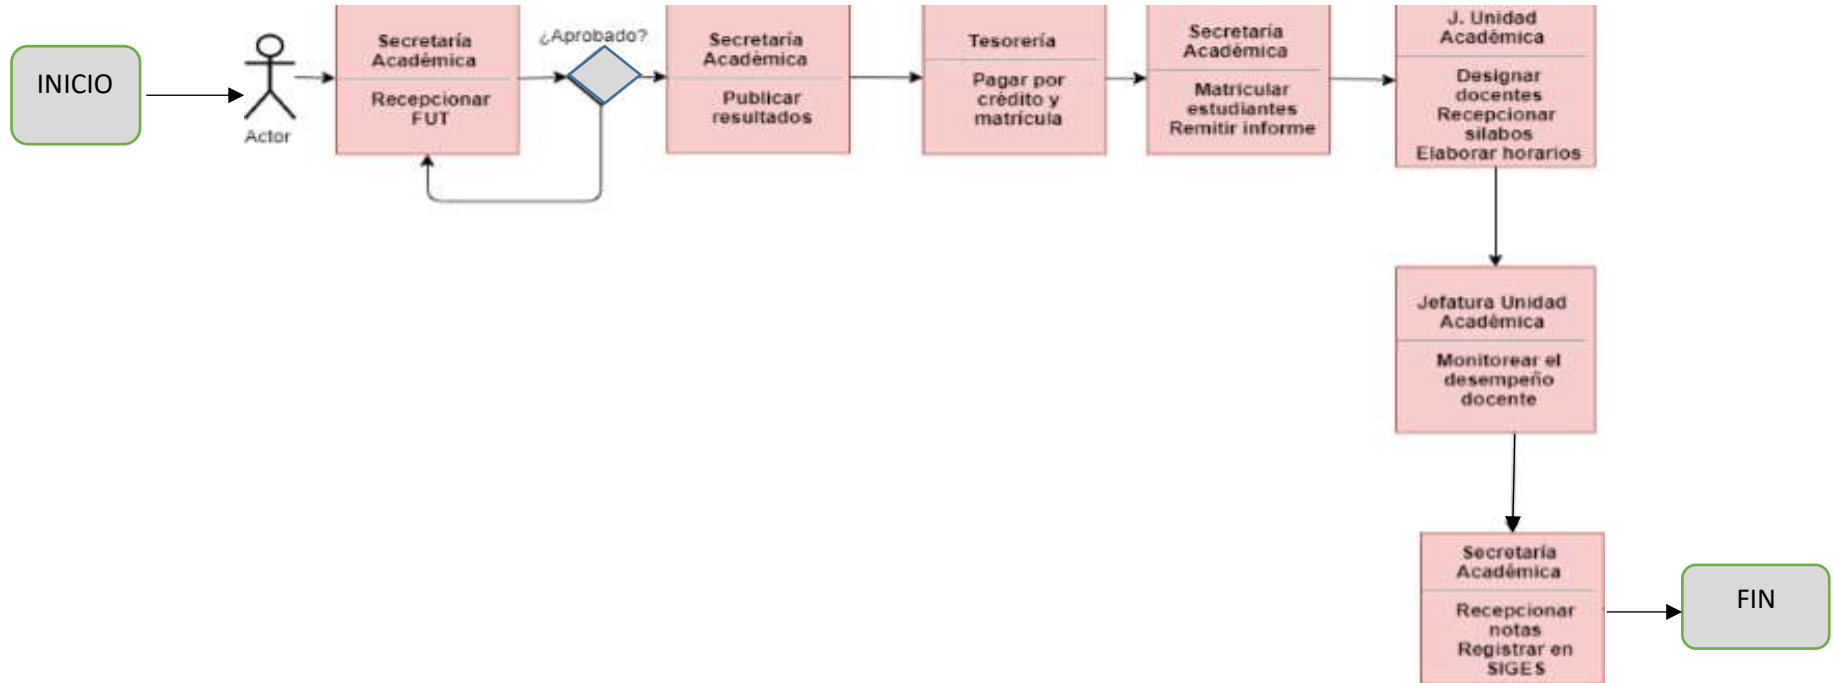 INICIO
Actor
Secretaría
Académica
Recepcionar
FUT
¿Aprobado?
Secretaría
Académica
Publicar
resultados
Tesorería
Pagar por
crédito y
matrícula
Secretaría
Académica
Matricular
estudiantes
Remitir informe
J. Unidad
Académica
Designar
docentes
Recepcionar
sílabos
Elaborar horarios
Jefatura Unidad
Académica
Monitorear el
desempeño
docente
Secretaría
Académica
Recepcionar
notas
Registrar en
SIGES
FIN